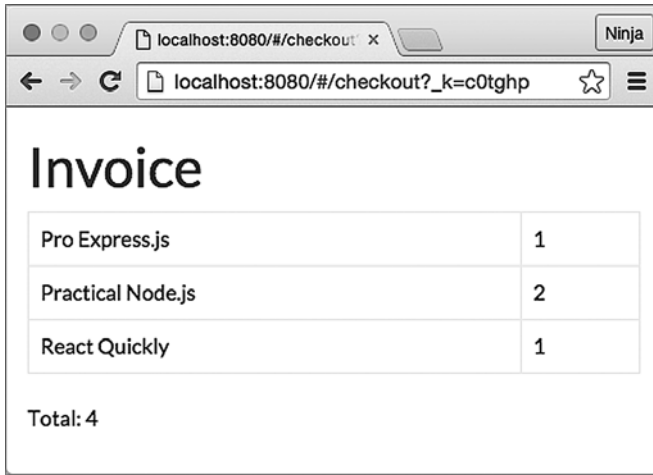 localhost:8080/#/checkout
Ninja
localhost:8080/#/checkout?_k=c0tghp
Invoice
Pro Express.js 1
Practical Node.js 2
React Quickly 1
Total: 4